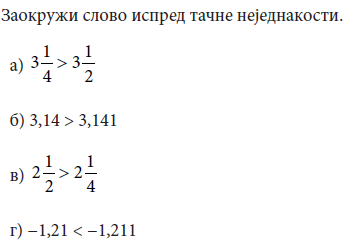 Заокружи слово испред тачне неједнакости.
а) 3 1/4 > 3 1/2
б) 3,14 > 3,141
в) 2 1/2 > 2 1/4
г) −1,21 < −1,211